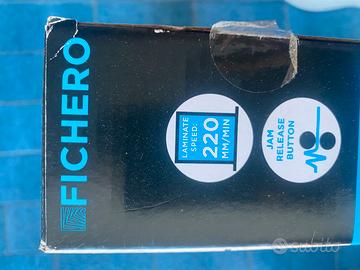 FICHERO
LAMINATE
SPEED:
220
MM/MIN
JAM
RELEASE
BUTTON
subito